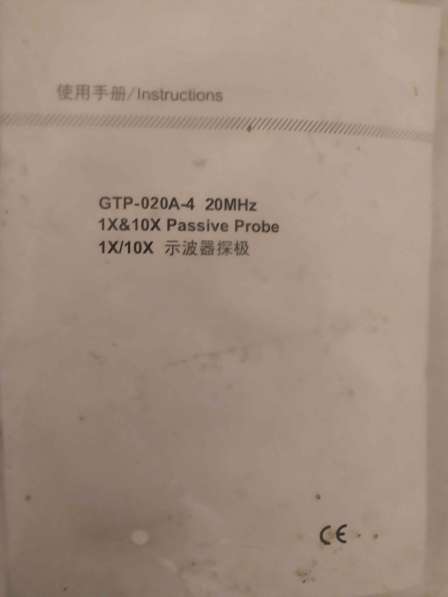 使用手册/Instructions
GTP-020A-4 20MHz
1X&10X Passive Probe
1X/10X 示波器探极
CE